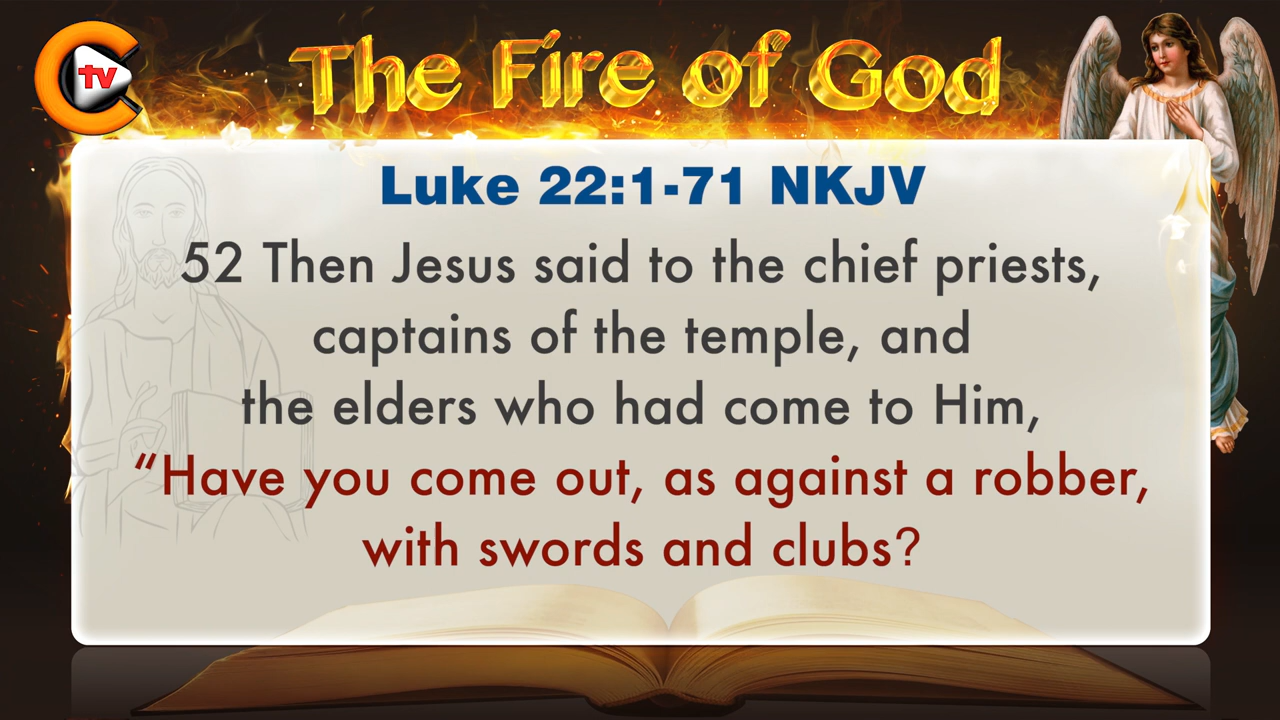 The Fire of God
tv
Luke 22:1-71 NKJV
52 Then Jesus said to the chief priests,
captains of the temple, and
the elders who had come to Him,
“Have you come out, as against a robber,
with swords and clubs?